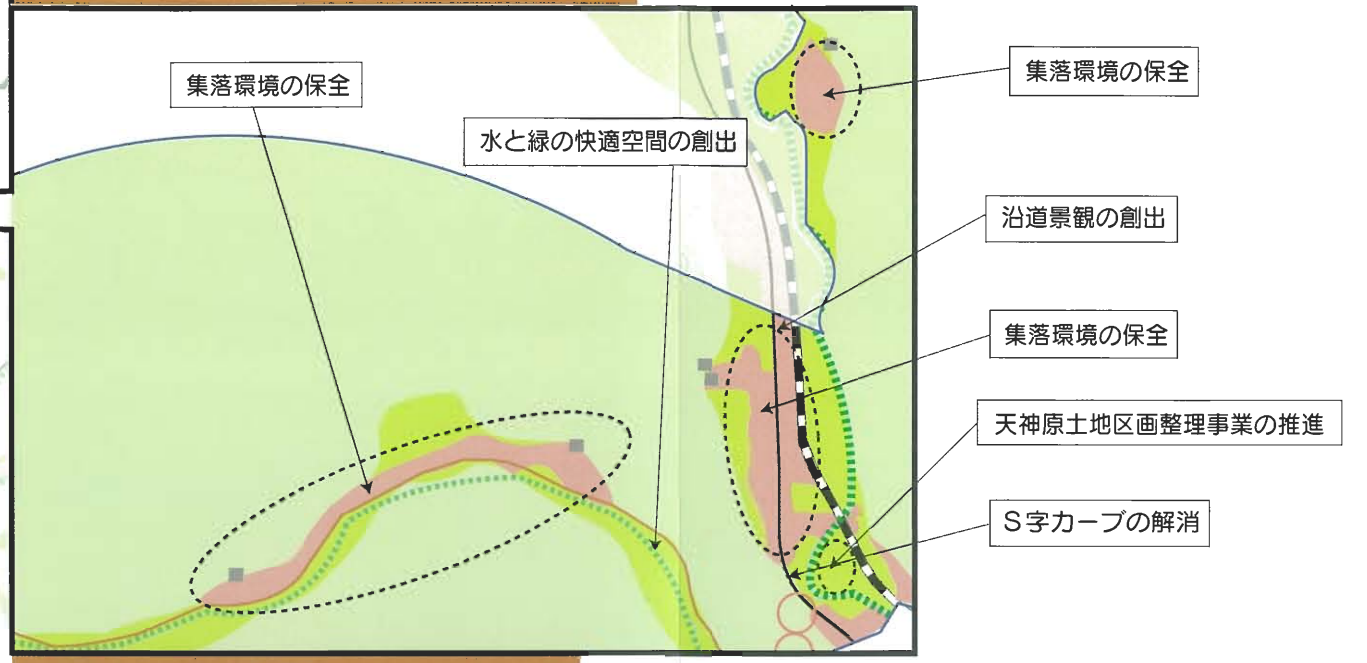 集落環境の保全
集落環境の保全
水と緑の快適空間の創出
沿道景観の創出
集落環境の保全
天神原土地区画整理事業の推進
S字カーブの解消